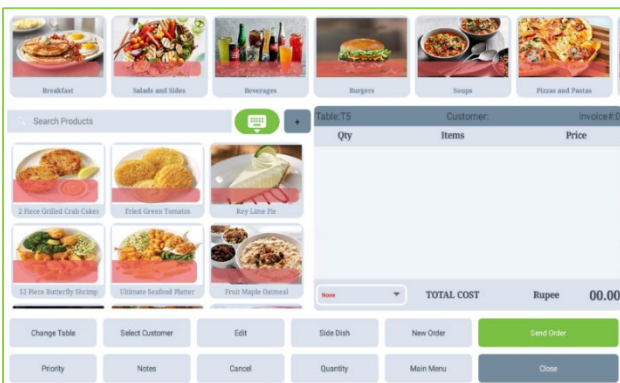 Breakfast
Salads and Sides
Beverages
Burgers
Soups
Pizzas and Pastas
Search Products
+
Table:T5 Customer: invoice#:0
Qty Items Price
2 Piece Grilled Crab Cakes
Fried Green Tomatos
Key Lime Pie
12 Piece Butterfly Shrimp
Ultimate Seafood Platter
Fruit Maple Oatmeal
None TOTAL COST Rupee 00.00
Change Table
Select Customer
Edit
Side Dish
New Order
Send Order
Priority
Notes
Cancel
Quantity
Main Menu
Close